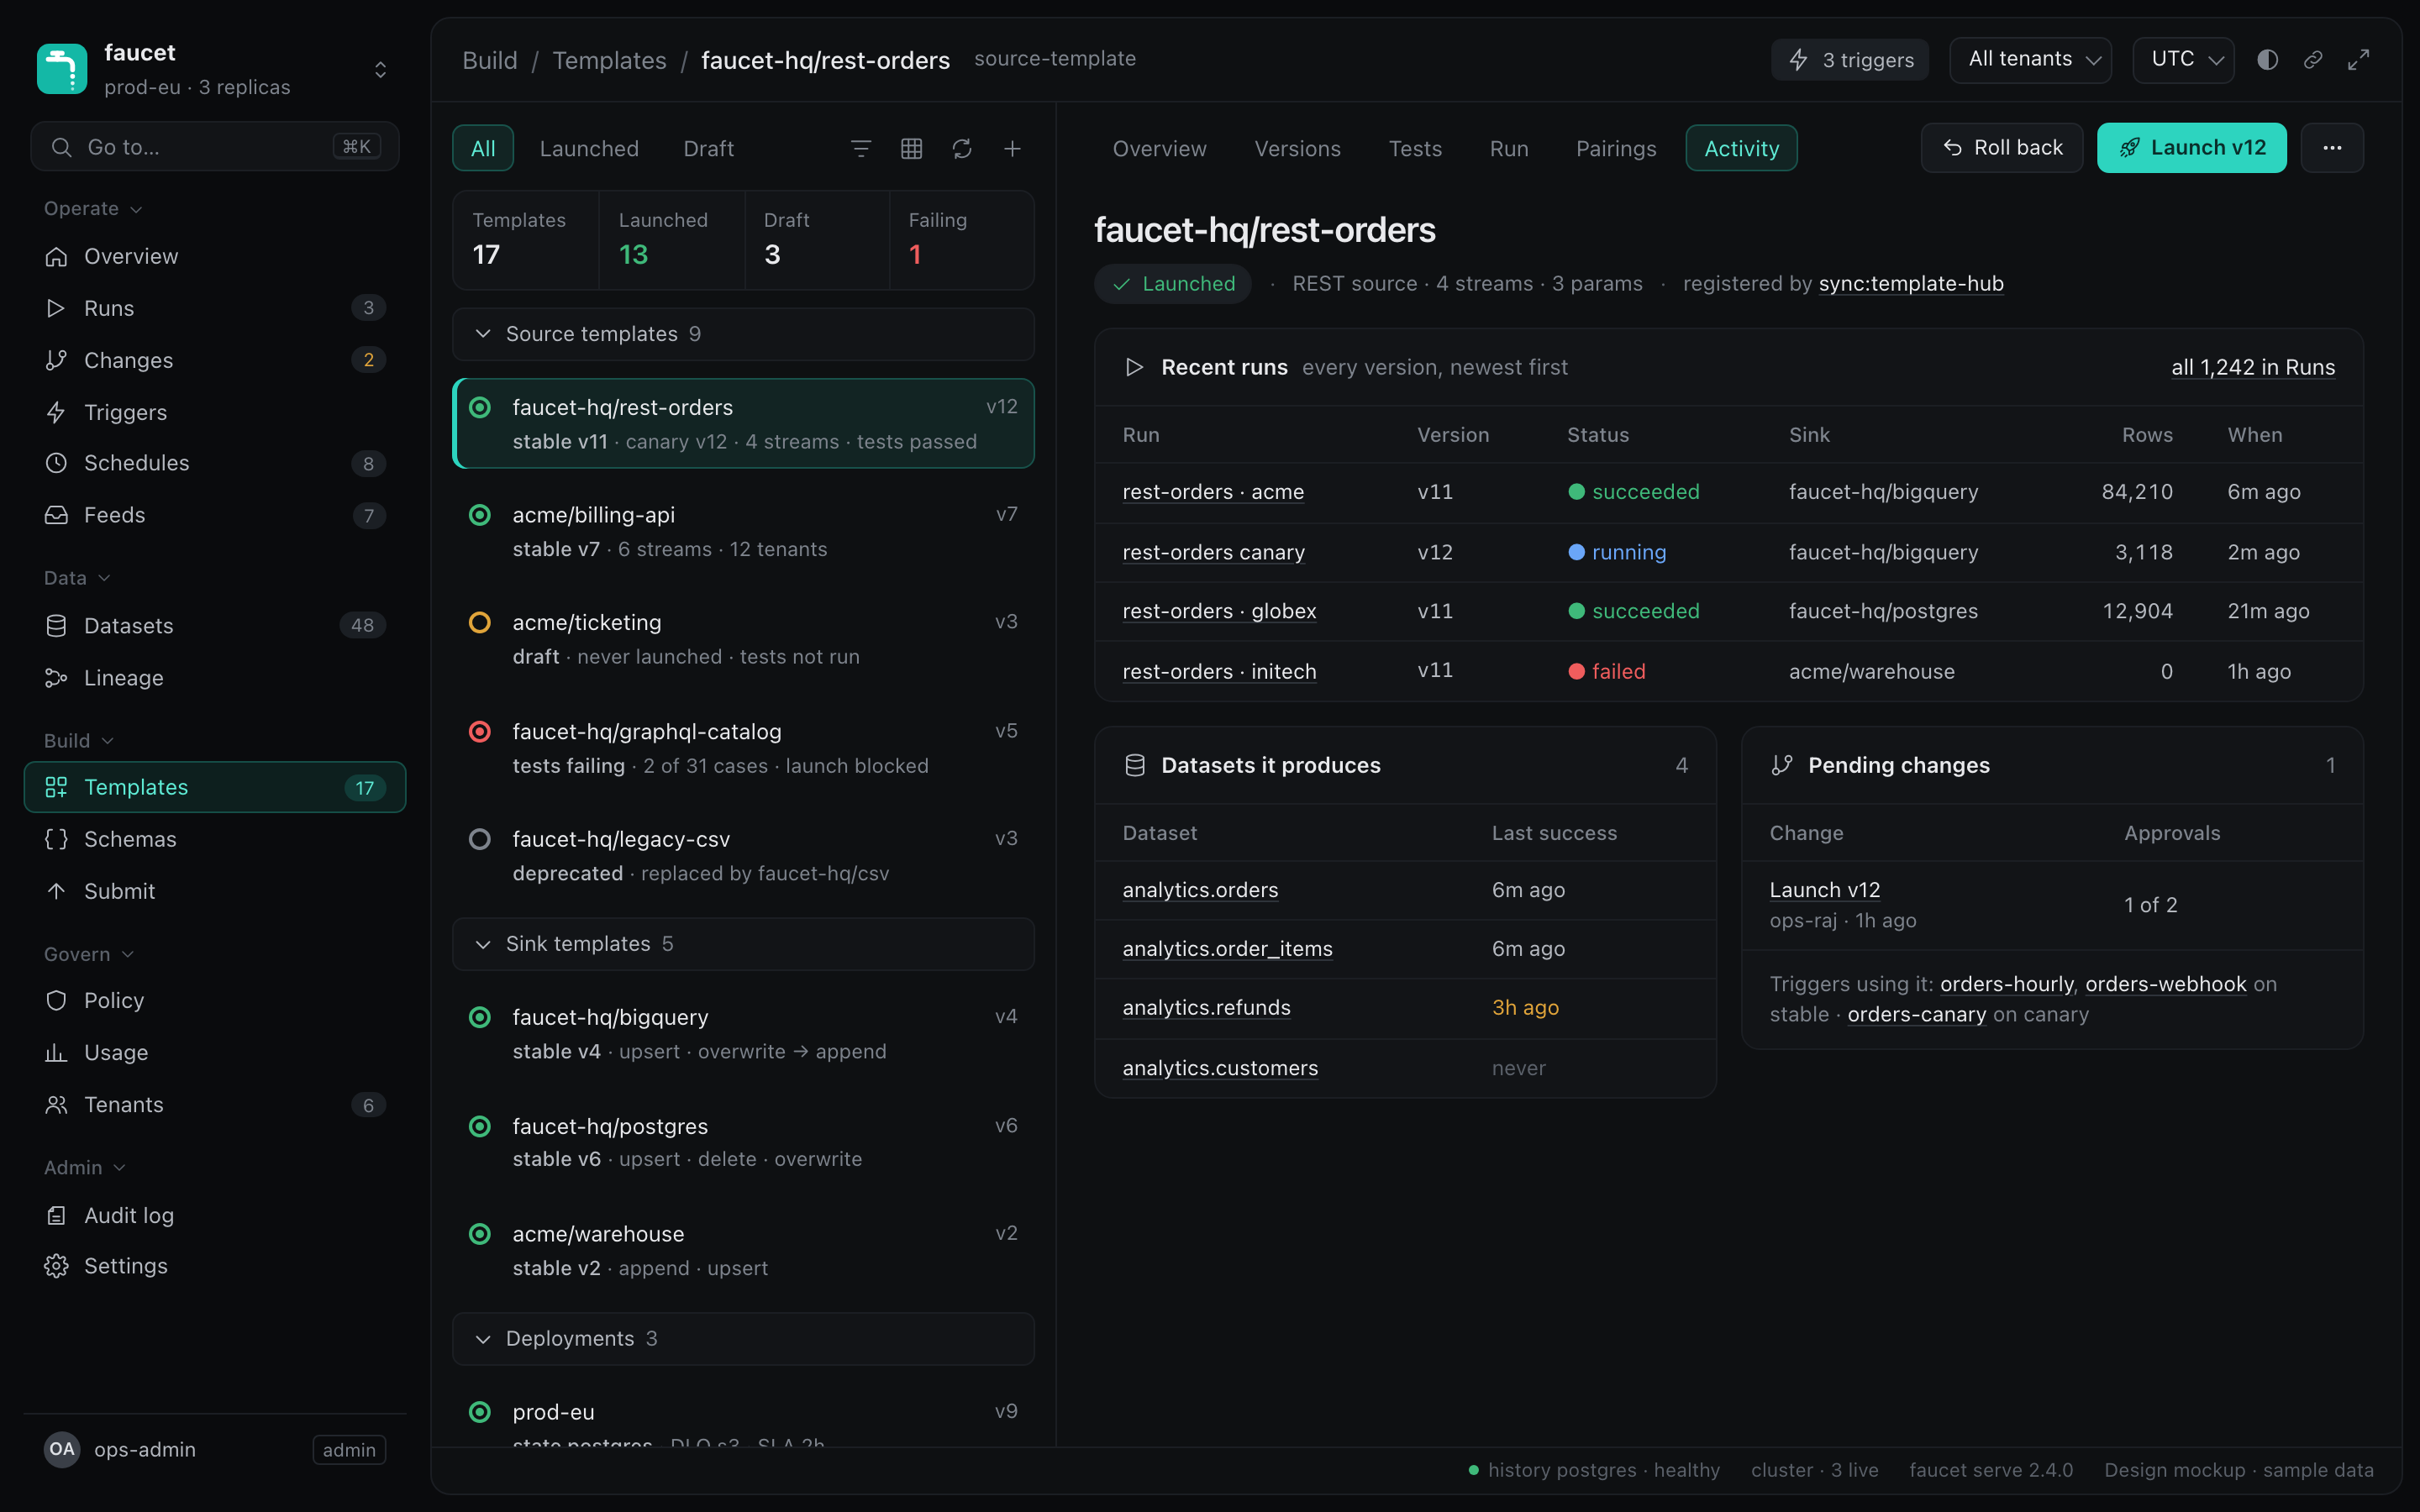 faucet
prod-eu · 3 replicas
Go to...
⌘K
Operate
Overview
Runs 3
Changes 2
Triggers
Schedules 8
Feeds 7
Data
Datasets 48
Lineage
Build
Templates 17
Schemas
Submit
Govern
Policy
Usage
Tenants 6
Admin
Audit log
Settings
OA ops-admin admin
Build / Templates / faucet-hq/rest-orders source-template
3 triggers
All tenants
UTC
All Launched Draft
Templates 17
Launched 13
Draft 3
Failing 1
Source templates 9
faucet-hq/rest-orders v12
stable v11 · canary v12 · 4 streams · tests passed
acme/billing-api v7
stable v7 · 6 streams · 12 tenants
acme/ticketing v3
draft · never launched · tests not run
faucet-hq/graphql-catalog v5
tests failing · 2 of 31 cases · launch blocked
faucet-hq/legacy-csv v3
deprecated · replaced by faucet-hq/csv
Sink templates 5
faucet-hq/bigquery v4
stable v4 · upsert · overwrite → append
faucet-hq/postgres v6
stable v6 · upsert · delete · overwrite
acme/warehouse v2
stable v2 · append · upsert
Deployments 3
prod-eu v9
state postgres · DLQ s3 · SLA 2h
Overview Versions Tests Run Pairings Activity
Roll back
Launch v12
faucet-hq/rest-orders
Launched · REST source · 4 streams · 3 params · registered by sync:template-hub
Recent runs every version, newest first all 1,242 in Runs
Run Version Status Sink Rows When
rest-orders · acme v11 succeeded faucet-hq/bigquery 84,210 6m ago
rest-orders canary v12 running faucet-hq/bigquery 3,118 2m ago
rest-orders · globex v11 succeeded faucet-hq/postgres 12,904 21m ago
rest-orders · initech v11 failed acme/warehouse 0 1h ago
Datasets it produces 4
Dataset Last success
analytics.orders 6m ago
analytics.order_items 6m ago
analytics.refunds 3h ago
analytics.customers never
Pending changes 1
Change Approvals
Launch v12 1 of 2
ops-raj · 1h ago
Triggers using it: orders-hourly, orders-webhook on
stable · orders-canary on canary
history postgres · healthy
cluster · 3 live
faucet serve 2.4.0
Design mockup · sample data